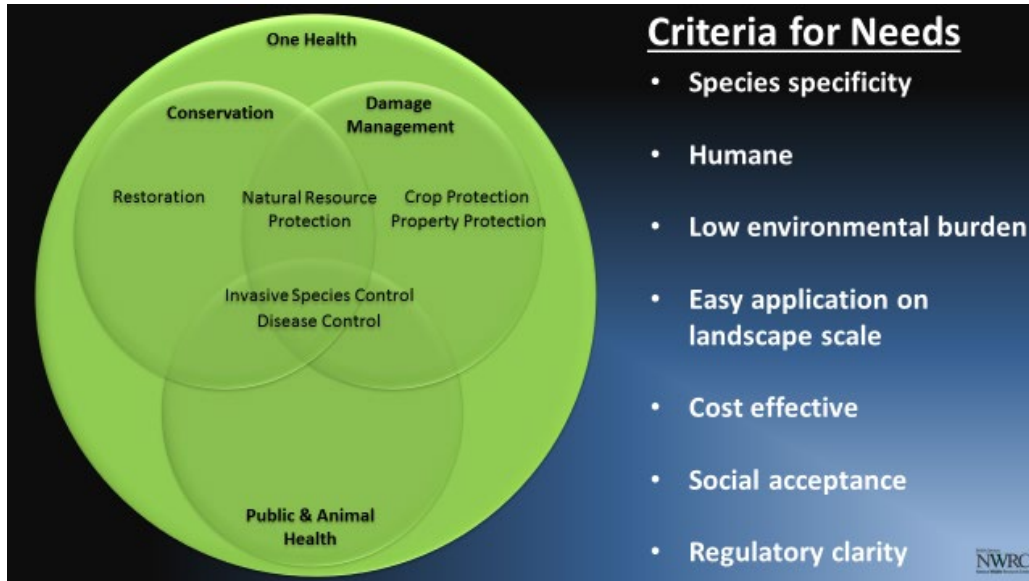 One Health
Conservation
Damage
Management
Restoration
Natural Resource
Protection
Crop Protection
Property Protection
Invasive Species Control
Disease Control
Public & Animal
Health
Criteria for Needs
• Species specificity
• Humane
• Low environmental burden
• Easy application on
landscape scale
• Cost effective
• Social acceptance
• Regulatory clarity
NWRC